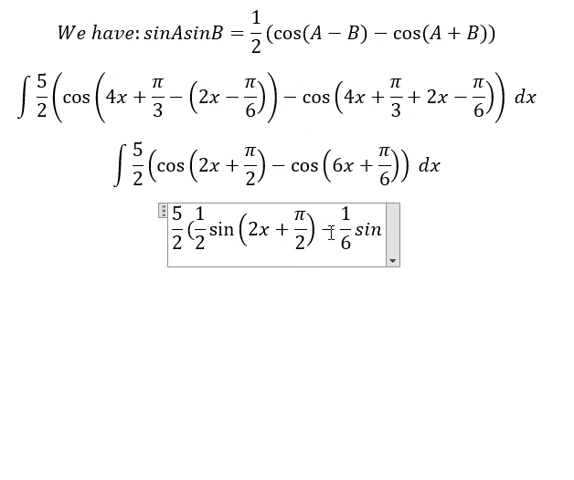 We have: sinAsinB = 1/2 (cos(A − B) − cos(A + B))
∫ 5/2 (cos (4x + π/3 − (2x − π/6)) − cos (4x + π/3 + 2x − π/6)) dx
∫ 5/2 (cos (2x + π/2) − cos (6x + π/6)) dx
5/2 (1/2 sin (2x + π/2) − 1/6 sin